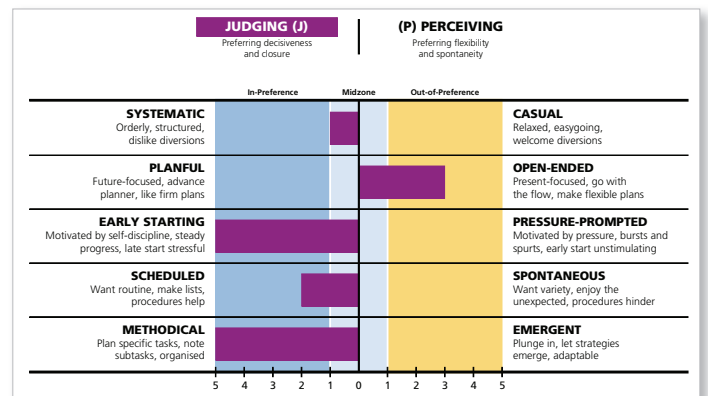 JUDGING (J)
Preferring decisiveness
and closure
(P) PERCEIVING
Preferring flexibility
and spontaneity
In-Preference
Midzone
Out-of-Preference
SYSTEMATIC
Orderly, structured,
dislike diversions
CASUAL
Relaxed, easygoing,
welcome diversions
PLANFUL
Future-focused, advance
planner, like firm plans
OPEN-ENDED
Present-focused, go with
the flow, make flexible plans
EARLY STARTING
Motivated by self-discipline, steady
progress, late start stressful
PRESSURE-PROMPTED
Motivated by pressure, bursts and
spurts, early start unstimulating
SCHEDULED
Want routine, make lists,
procedures help
SPONTANEOUS
Want variety, enjoy the
unexpected, procedures hinder
METHODICAL
Plan specific tasks, note
subtasks, organised
EMERGENT
Plunge in, let strategies
emerge, adaptable
5 4 3 2 1 0 1 2 3 4 5